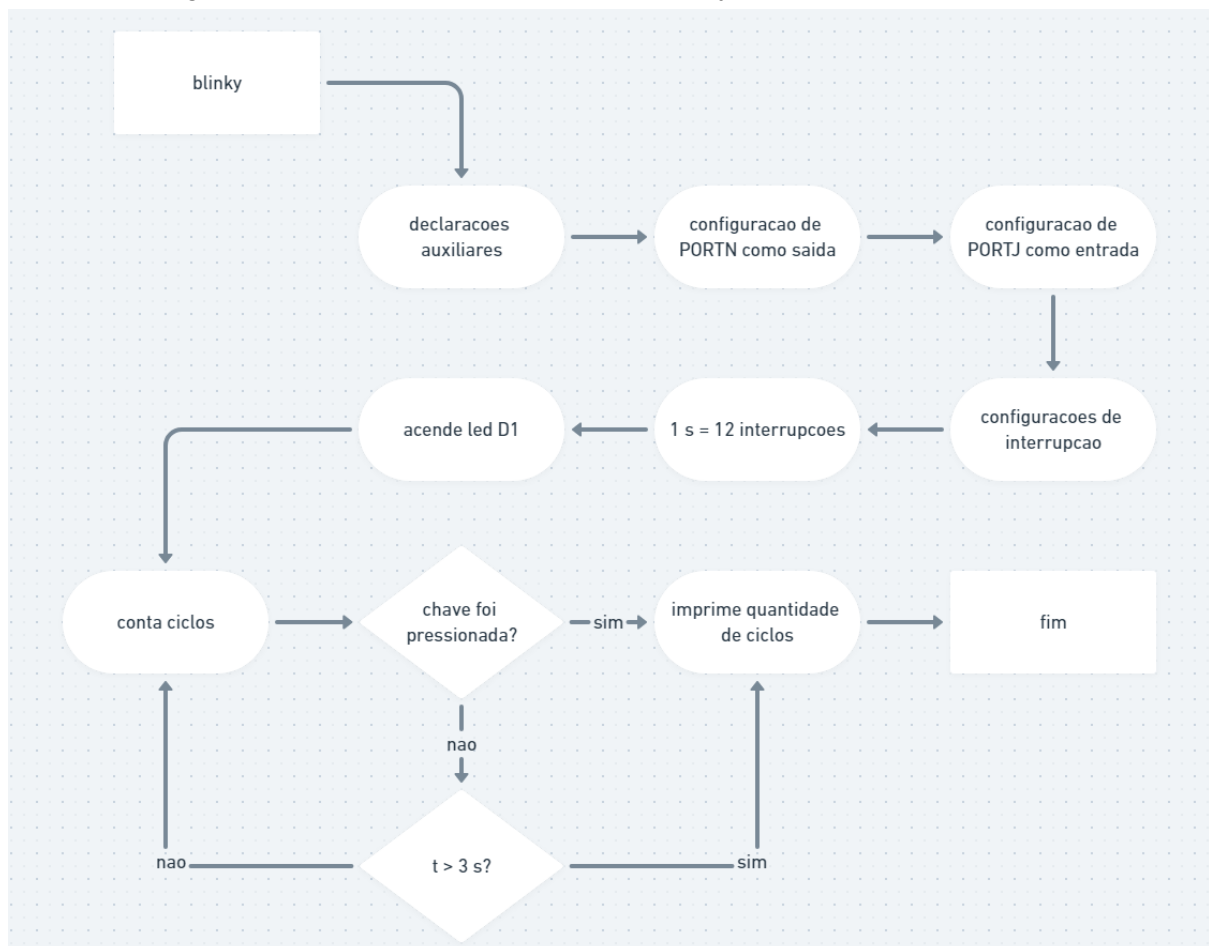 blinky
declaracoes
auxiliares
configuracao de
PORTN como saida
configuracao de
PORTJ como entrada
acende led D1
1 s = 12 interrupcoes
configuracoes de
interrupcao
conta ciclos
chave foi
pressionada?
sim
imprime quantidade
de ciclos
fim
nao
nao
t > 3 s?
sim